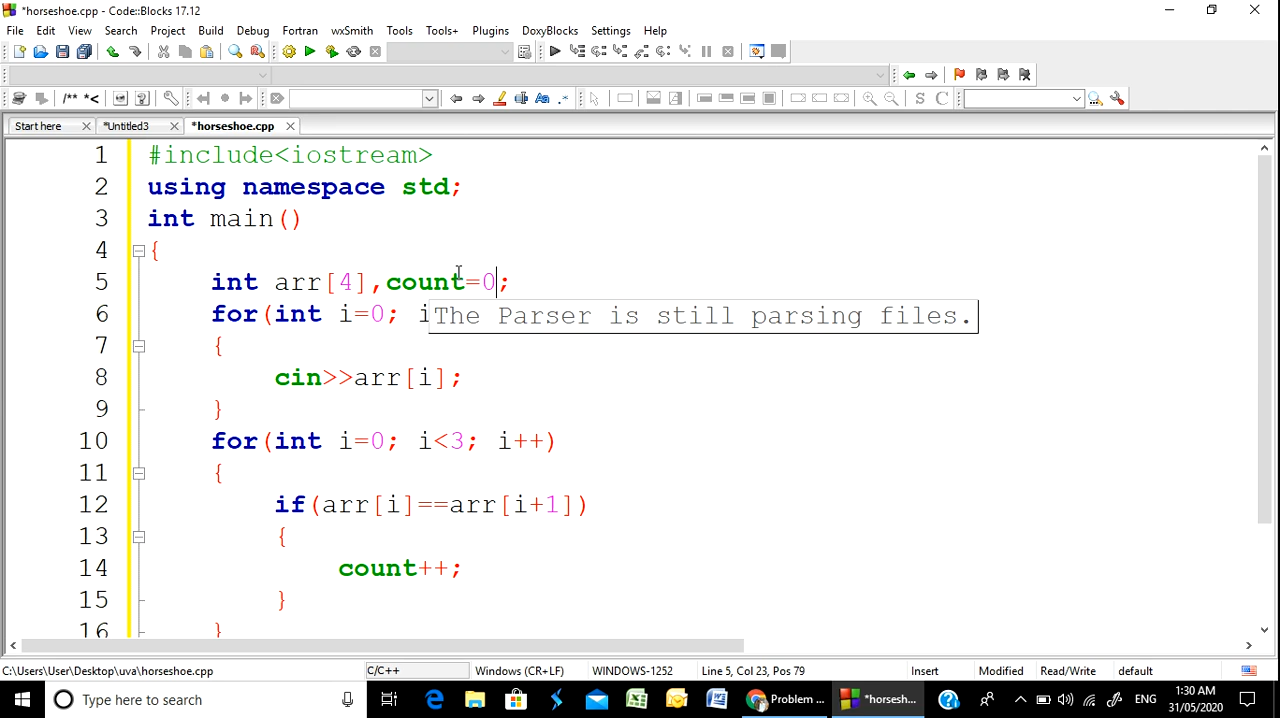 *horseshoe.cpp - Code::Blocks 17.12
File Edit View Search Project Build Debug Fortran wxSmith Tools Tools+ Plugins DoxyBlocks Settings Help
/** *<
S C
Start here *Untitled3 *horseshoe.cpp
1 #include<iostream>
2 using namespace std;
3 int main()
4 {
5 int arr[4],count=0;
6 for(int i=0; i
The Parser is still parsing files.
7 {
8 cin>>arr[i];
9 }
10 for(int i=0; i<3; i++)
11 {
12 if(arr[i]==arr[i+1])
13 {
14 count++;
15 }
16 }
C:\Users\User\Desktop\uva\horseshoe.cpp C/C++ Windows (CR+LF) WINDOWS-1252 Line 5, Col 23, Pos 79 Insert Modified Read/Write default
Type here to search
Problem ...
*horsesh...
ENG
1:30 AM
31/05/2020